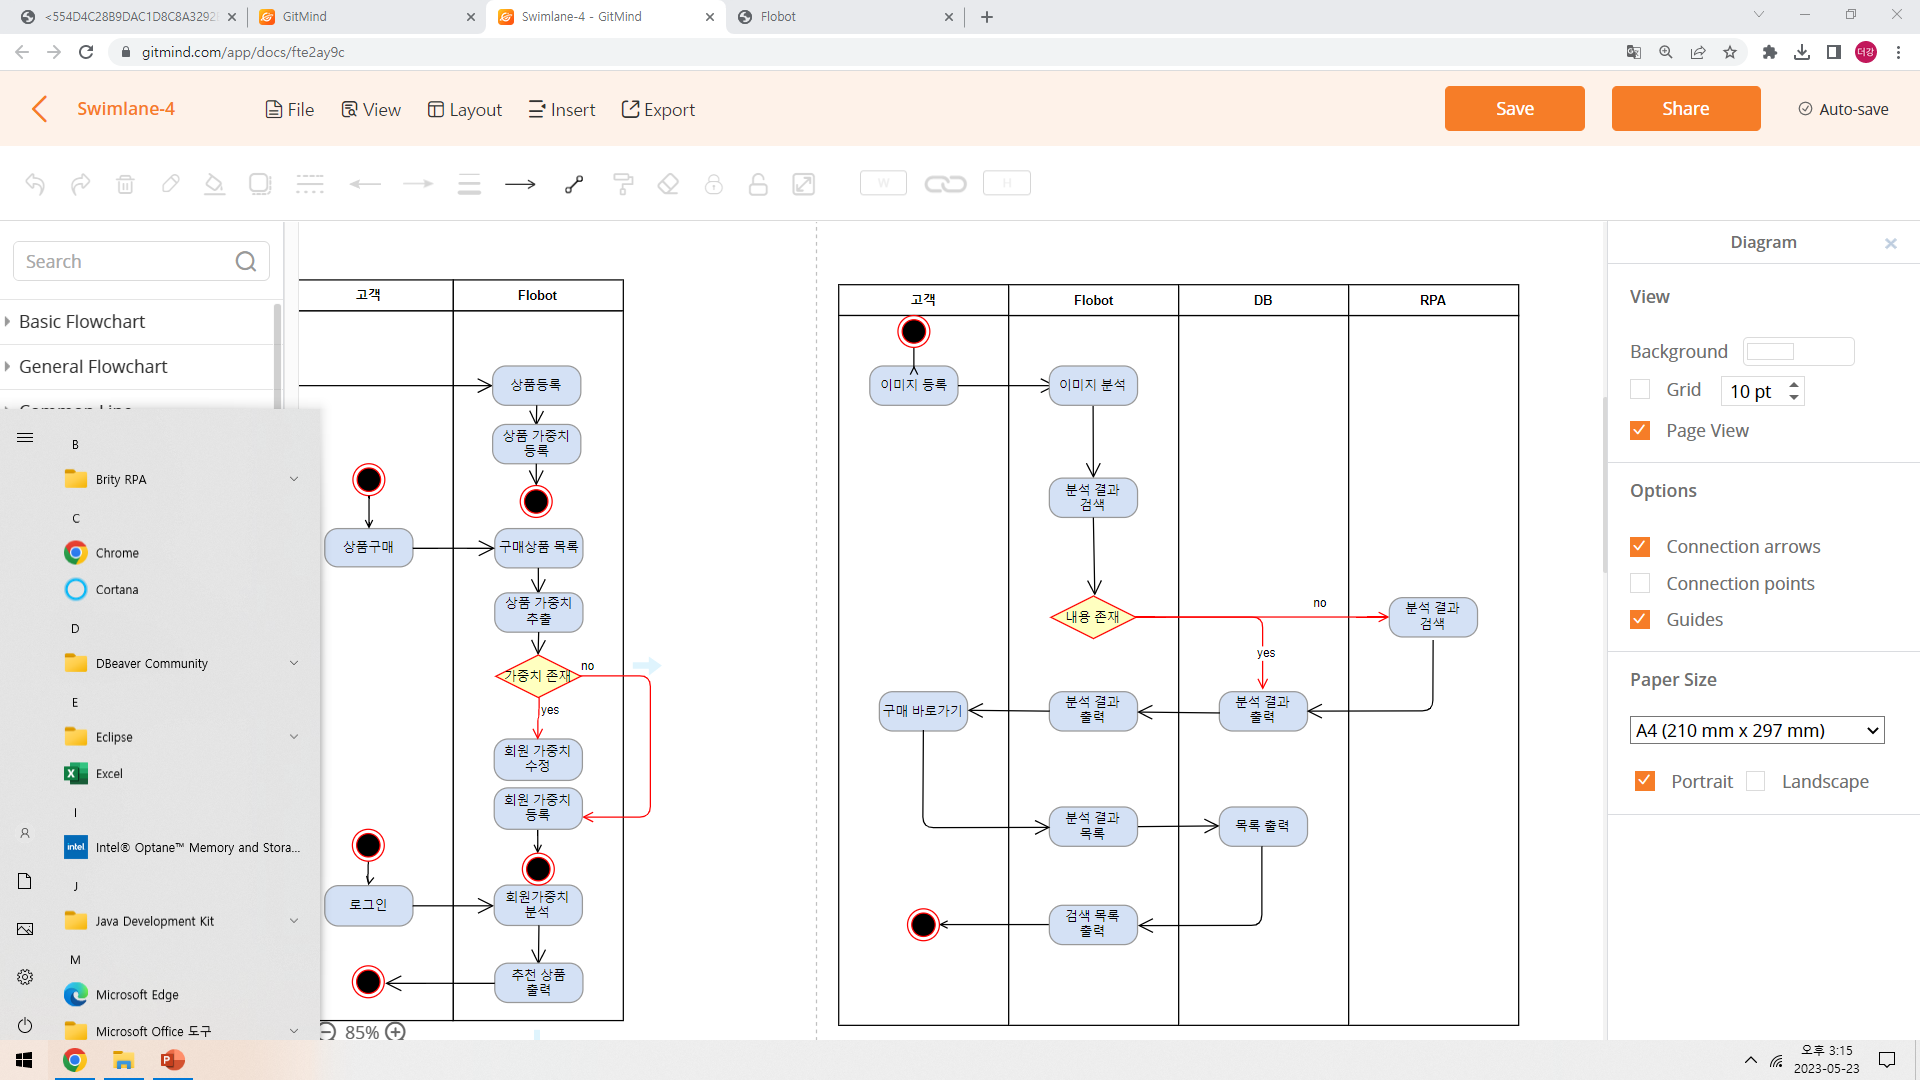 <554D4C28B9DAC1D8C8A3292
GitMind
Swimlane-4 - GitMind
Flobot
gitmind.com/app/docs/fte2ay9c
더강
Swimlane-4
File
View
Layout
Insert
Export
Save
Share
Auto-save
W
H
Search
Basic Flowchart
General Flowchart
B
Brity RPA
C
Chrome
Cortana
D
DBeaver Community
E
Eclipse
Excel
I
intel
Intel® Optane™ Memory and Stora...
J
Java Development Kit
M
Microsoft Edge
Microsoft Office 도구
고객
Flobot
상품등록
상품 가중치
등록
상품구매
구매상품 목록
상품 가중치
추출
가중치 존재
no
yes
회원 가중치
수정
회원 가중치
등록
로그인
회원가중치
분석
추천 상품
출력
85%
고객
Flobot
DB
RPA
이미지 등록
이미지 분석
분석 결과
검색
내용 존재
no
yes
분석 결과
검색
구매 바로가기
분석 결과
출력
분석 결과
출력
분석 결과
목록
목록 출력
검색 목록
출력
Diagram
View
Background
Grid
10 pt
Page View
Options
Connection arrows
Connection points
Guides
Paper Size
A4 (210 mm x 297 mm)
Portrait
Landscape
오후 3:15
2023-05-23